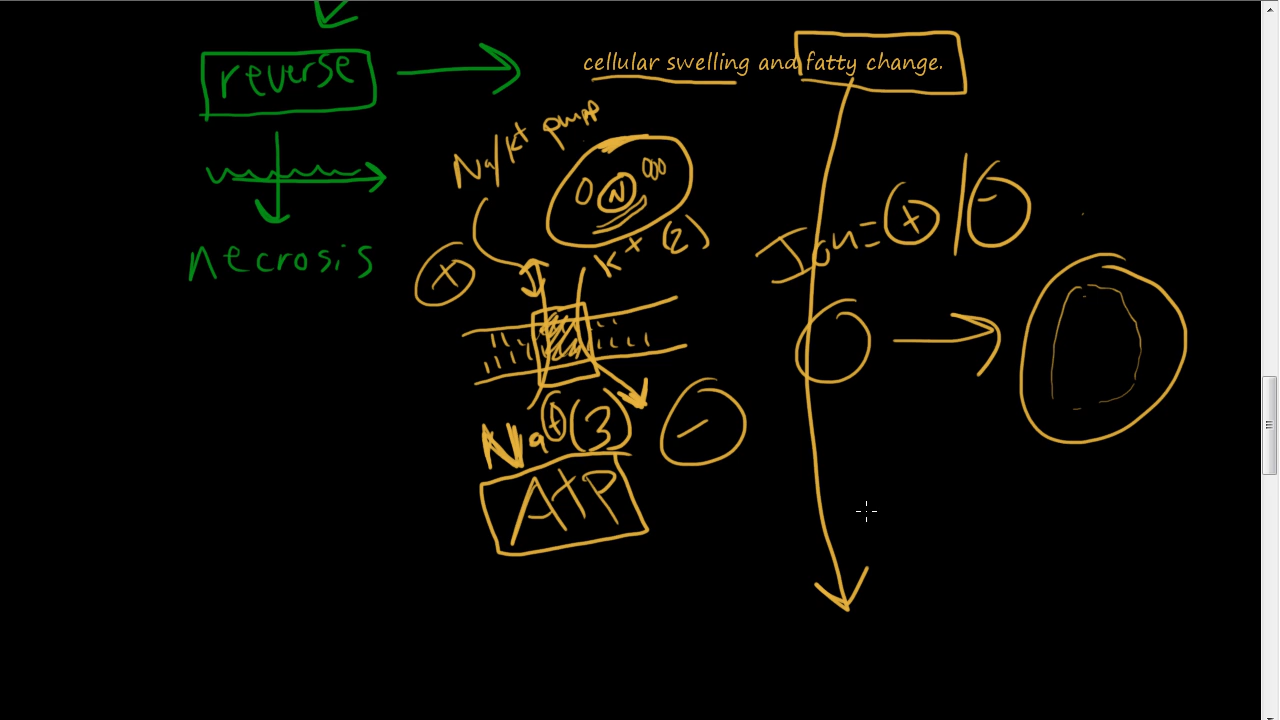 reverse
cellular swelling and fatty change.
Na/K+ pump
N
K+ (2)
Ion = + / -
necrosis
+
Na+ (3)
-
ATP